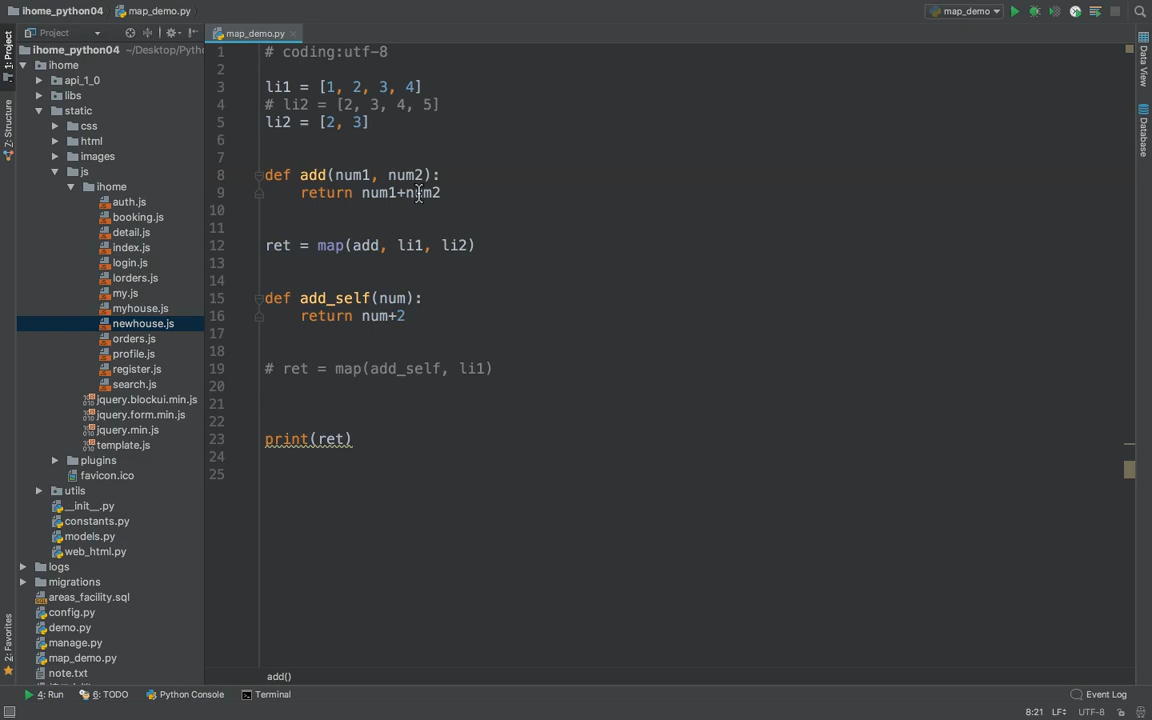 ihome_python04
map_demo.py
map_demo
Project
map_demo.py
1: Project
Z: Structure
2: Favorites
Data View
Database
ihome_python04 ~/Desktop/Pyth
ihome
api_1_0
libs
static
css
html
images
js
ihome
auth.js
booking.js
detail.js
index.js
login.js
lorders.js
my.js
myhouse.js
newhouse.js
orders.js
profile.js
register.js
search.js
jquery.blockui.min.js
jquery.form.min.js
jquery.min.js
template.js
plugins
favicon.ico
utils
__init__.py
constants.py
models.py
web_html.py
logs
migrations
areas_facility.sql
config.py
demo.py
manage.py
map_demo.py
note.txt
1 # coding:utf-8
2
3 li1 = [1, 2, 3, 4]
4 # li2 = [2, 3, 4, 5]
5 li2 = [2, 3]
6
7
8 def add(num1, num2):
9     return num1+num2
10
11
12 ret = map(add, li1, li2)
13
14
15 def add_self(num):
16     return num+2
17
18
19 # ret = map(add_self, li1)
20
21
22
23 print(ret)
24
25
add()
4: Run
6: TODO
Python Console
Terminal
Event Log
8:21 LF÷ UTF-8